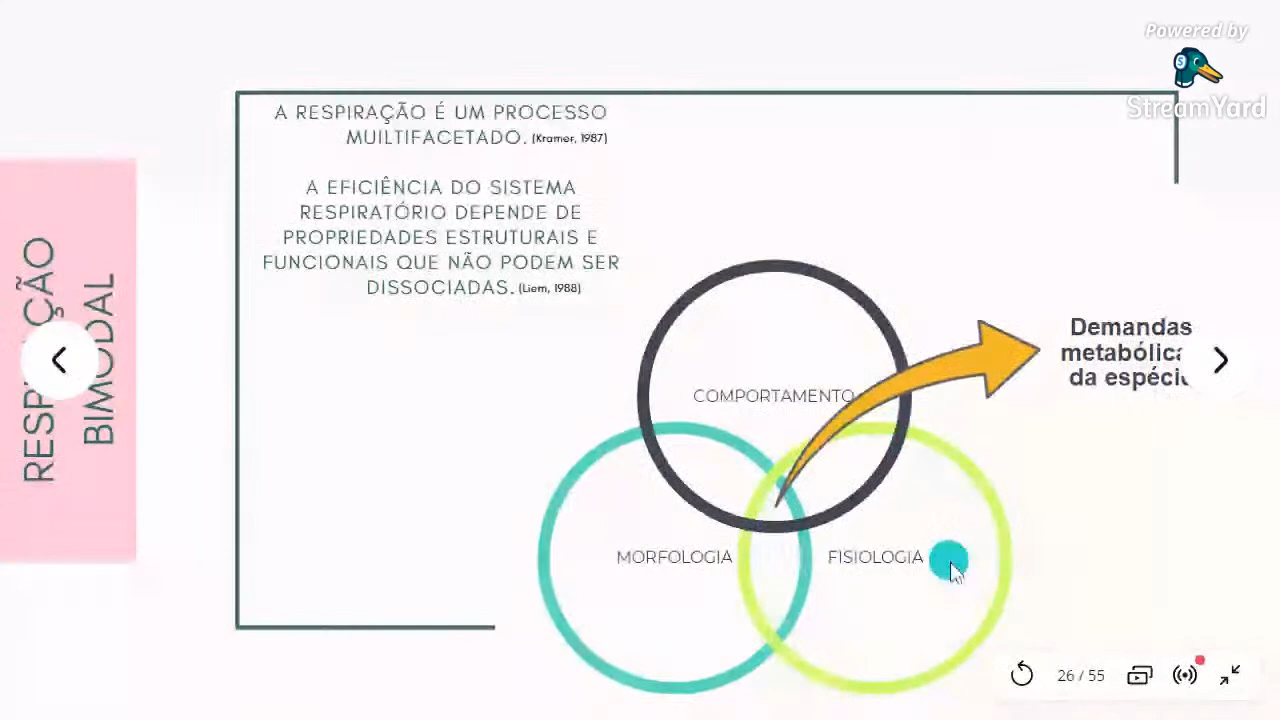 Powered by
StreamYard
A RESPIRAÇÃO É UM PROCESSO
MUILTIFACETADO. (Kramer, 1987)
A EFICIÊNCIA DO SISTEMA
RESPIRATÓRIO DEPENDE DE
PROPRIEDADES ESTRUTURAIS E
FUNCIONAIS QUE NÃO PODEM SER
DISSOCIADAS. (Liem, 1988)
BIMODAL
Demandas
da
COMPORTAMENTO
MORFOLOGIA
FISIOLOGIA
26 / 55